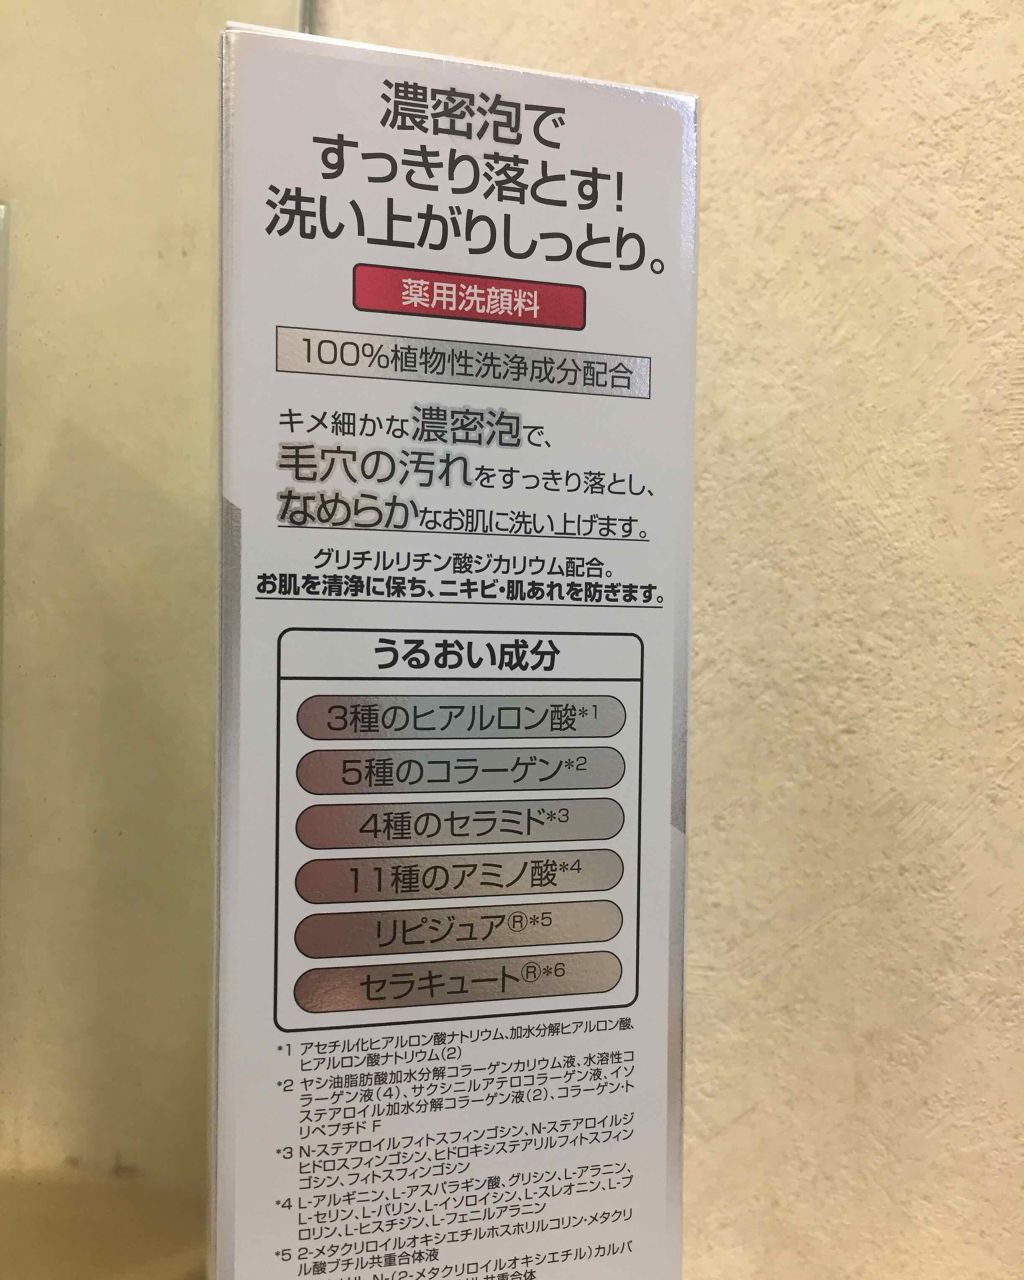 濃密泡で
すっきり落とす!
洗い上がりしっとり。
薬用洗顔料
100%植物性洗浄成分配合
キメ細かな濃密泡で、
毛穴の汚れをすっきり落とし、
なめらかなお肌に洗い上げます。
グリチルリチン酸ジカリウム配合。
お肌を清浄に保ち、ニキビ・肌あれを防ぎます。
うるおい成分
3種のヒアルロン酸*1
5種のコラーゲン*2
4種のセラミド*3
11種のアミノ酸*4
リピジュア®*5
セラキュート®*6
*1 アセチル化ヒアルロン酸ナトリウム、加水分解ヒアルロン酸、
ヒアルロン酸ナトリウム(2)
*2 ヤシ油脂肪酸加水分解コラーゲンカリウム液、水溶性コ
ラーゲン液(4)、サクシニルアテロコラーゲン液、イソ
ステアロイル加水分解コラーゲン液(2)、コラーゲン・ト
リペプチド F
*3 N-ステアロイルフィトスフィンゴシン、N-ステアロイルジ
ヒドロスフィンゴシン、ヒドロキシステアリルフィトスフィン
ゴシン、フィトスフィンゴシン
*4 L-アルギニン、L-アスパラギン酸、グリシン、L-アラニン、
L-セリン、L-バリン、L-イソロイシン、L-スレオニン、L-プ
ロリン、L-ヒスチジン、L-フェニルアラニン
*5 2-メタクリロイルオキシエチルホスホリルコリン・メタクリ
ル酸ブチル共重合体液
N-(2-メタクリロイルオキシエチル)カルバ
共重合体